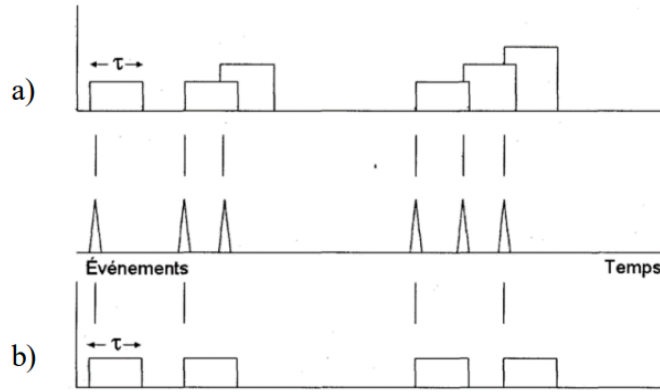 τ
a)
Événements Temps
τ
b)